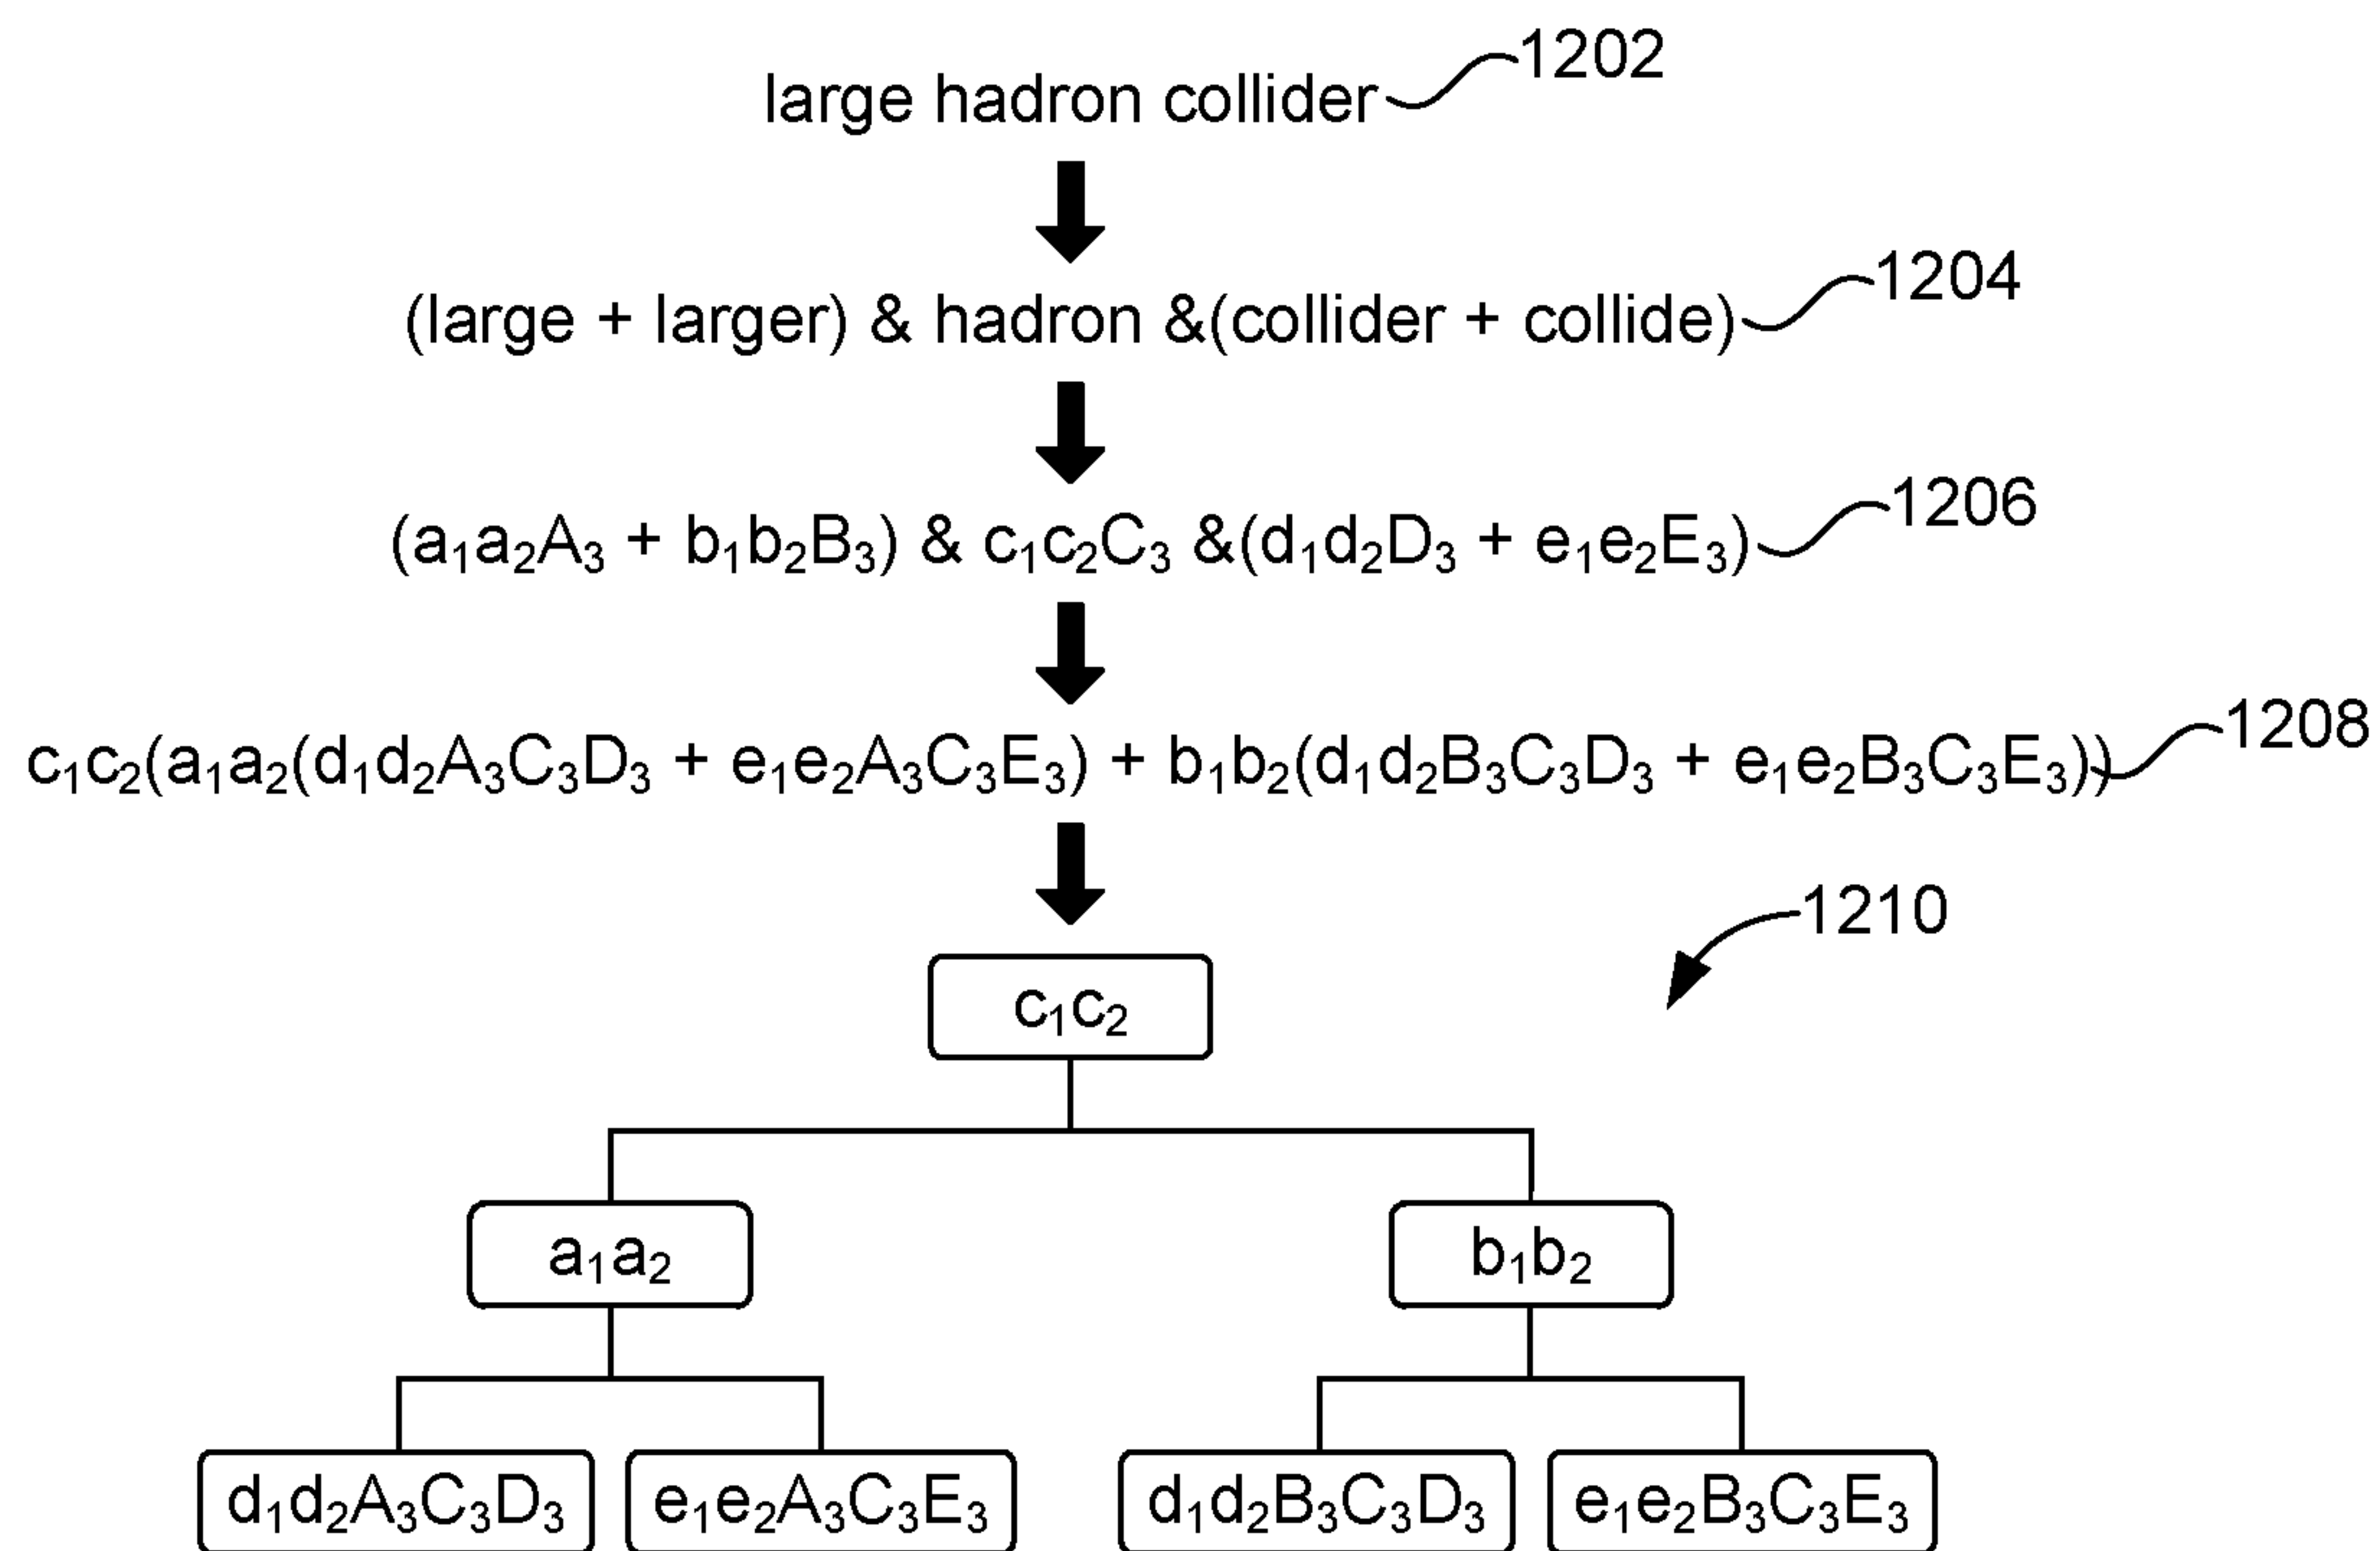 large hadron collider 1202
(large + larger) & hadron &(collider + collide) 1204
(a₁a₂A₃ + b₁b₂B₃) & c₁c₂C₃ &(d₁d₂D₃ + e₁e₂E₃) 1206
c₁c₂(a₁a₂(d₁d₂A₃C₃D₃ + e₁e₂A₃C₃E₃) + b₁b₂(d₁d₂B₃C₃D₃ + e₁e₂B₃C₃E₃)) 1208
1210
c₁c₂
a₁a₂ b₁b₂
d₁d₂A₃C₃D₃ e₁e₂A₃C₃E₃ d₁d₂B₃C₃D₃ e₁e₂B₃C₃E₃